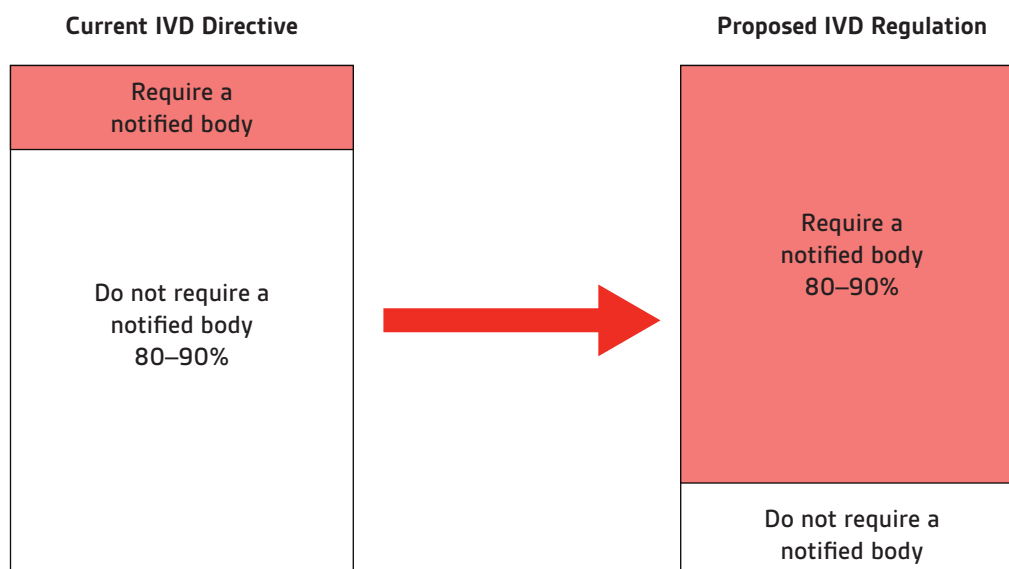 Current IVD Directive
Require a
notified body
Do not require a
notified body
80–90%
Proposed IVD Regulation
Require a
notified body
80–90%
Do not require a
notified body